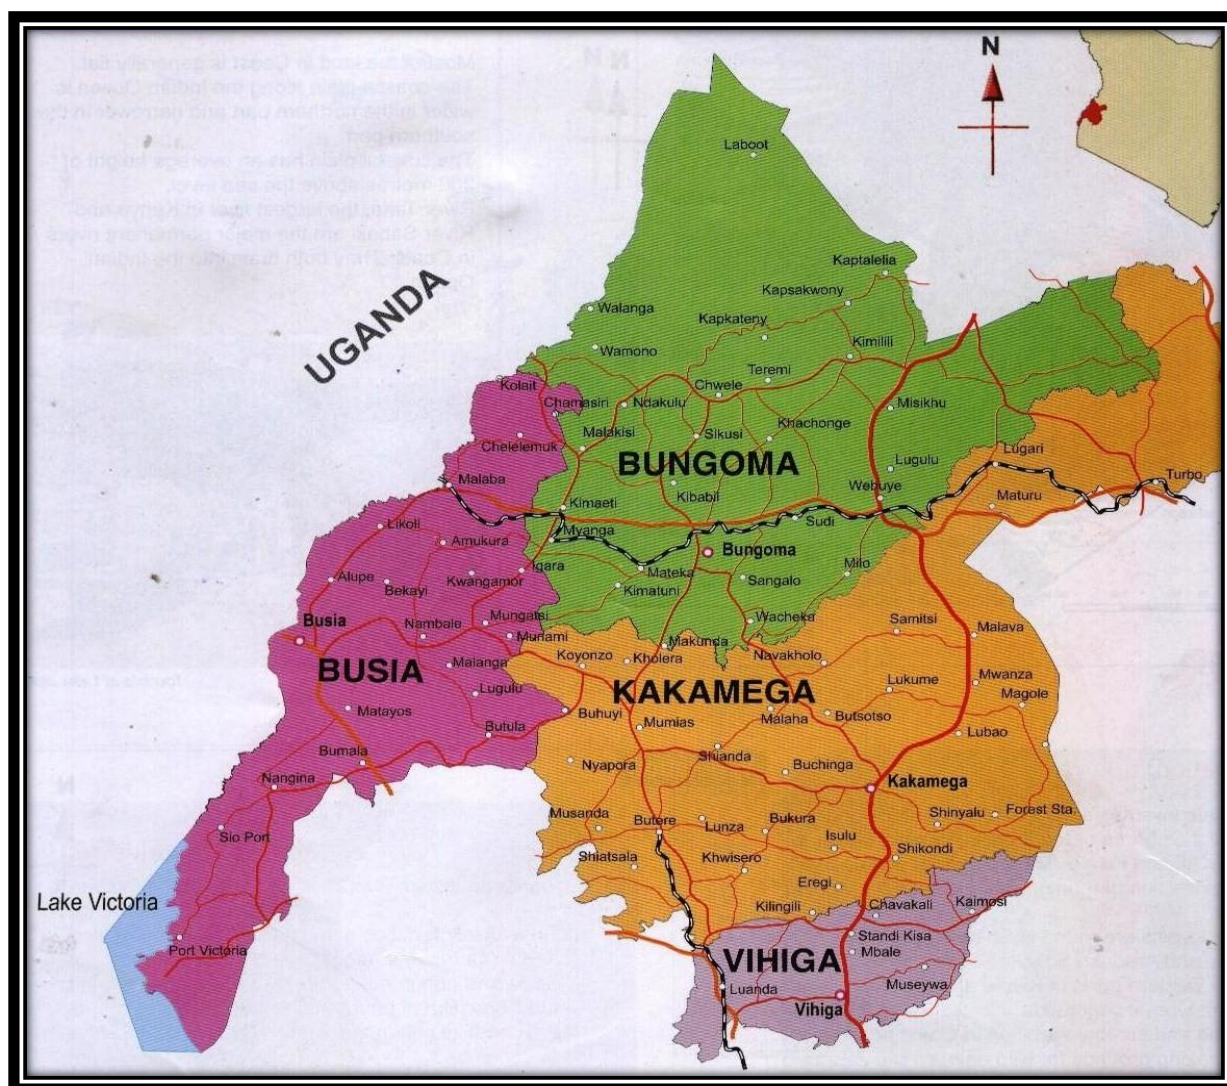 N
Laboot
UGANDA
Kaptalelia
Kapsakwony
Walanga
Kapkateny
Wamono
Kimilili
Teremi
Kolait
Chwele
Chamasiri
Ndakulu
Misikhu
Khachonge
Malakisi
Sikusi
Chelelemuk
BUNGOMA
Lugulu
Lugari
Malaba
Kibabil
Webuye
Turbo
Kimaeti
Maturu
Likoli
Sudi
Myanga
Amukura
Bungoma
Igara
Mateka
Milo
Alupe
Bekayi
Kwangamor
Kimatuni
Sangalo
Busia
Nambale
Mungatsi
Wacheka
Samitsi
Malava
Munami
Makunda
BUSIA
Malanga
Koyonzo
Kholera
Navakholo
KAKAMEGA
Lukume
Mwanza
Lugulu
Magole
Matayos
Buhuyi
Mumias
Malaha
Butsotso
Butula
Lubao
Bumala
Shianda
Nangina
Nyapora
Buchinga
Kakamega
Sio Port
Musanda
Butere
Lunza
Bukura
Isulu
Shinyalu
Forest Sta.
Shiatsala
Khwisero
Shikondi
Eregi
Lake Victoria
Kilingili
Chavakali
Kaimosi
Port Victoria
Standi Kisa
VIHIGA
Mbale
Luanda
Museywa
Vihiga